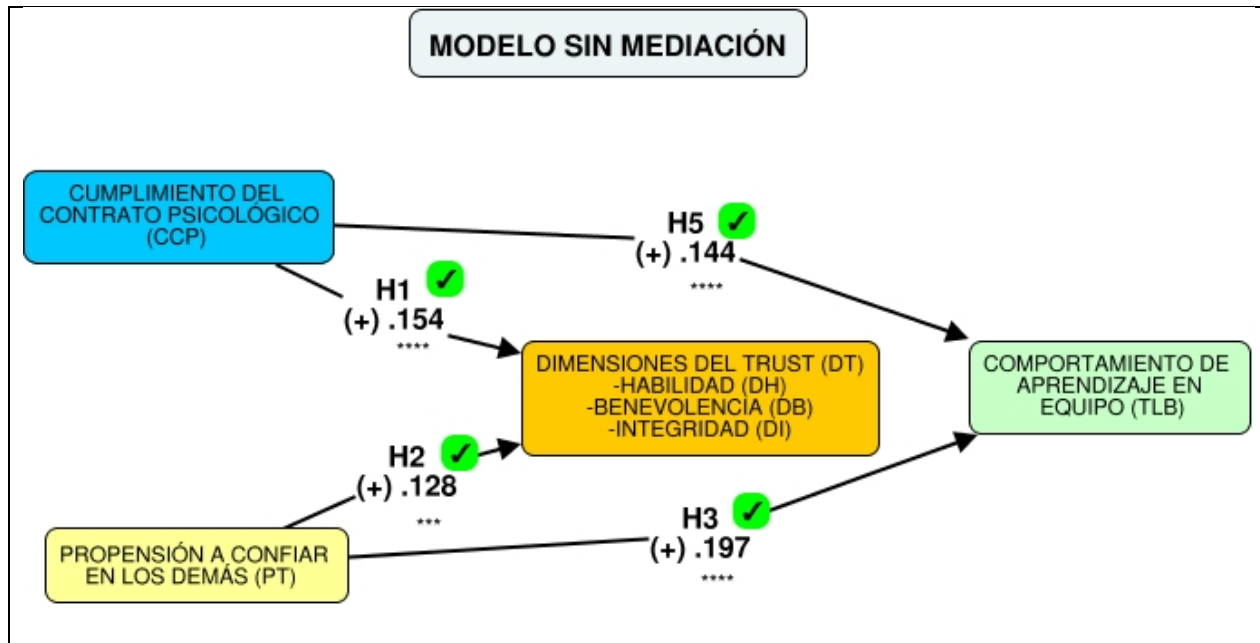 MODELO SIN MEDIACIÓN
CUMPLIMIENTO DEL
CONTRATO PSICOLÓGICO
(CCP)
H5 ✓
(+) .144
****
H1 ✓
(+) .154
****
DIMENSIONES DEL TRUST (DT)
-HABILIDAD (DH)
-BENEVOLENCIA (DB)
-INTEGRIDAD (DI)
COMPORTAMIENTO DE
APRENDIZAJE EN
EQUIPO (TLB)
H2 ✓
(+) .128
***
H3 ✓
(+) .197
****
PROPENSIÓN A CONFIAR
EN LOS DEMÁS (PT)